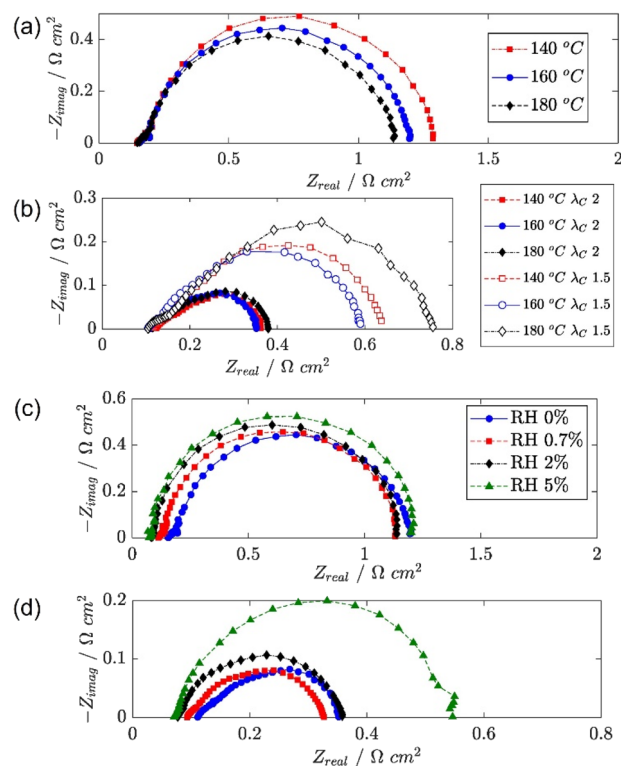 (a)
0.4
0.2
0
-Z_imag / Ω cm²
140 °C
160 °C
180 °C
0 0.5 1 1.5 2
Z_real / Ω cm²
(b)
0.3
0.2
0.1
0
-Z_imag / Ω cm²
140 °C λ_C 2
160 °C λ_C 2
180 °C λ_C 2
140 °C λ_C 1.5
160 °C λ_C 1.5
180 °C λ_C 1.5
0 0.2 0.4 0.6 0.8
Z_real / Ω cm²
(c)
0.6
0.4
0.2
0
-Z_imag / Ω cm²
RH 0%
RH 0.7%
RH 2%
RH 5%
0 0.5 1 1.5 2
Z_real / Ω cm²
(d)
0.2
0.1
0
-Z_imag / Ω cm²
0 0.2 0.4 0.6 0.8
Z_real / Ω cm²